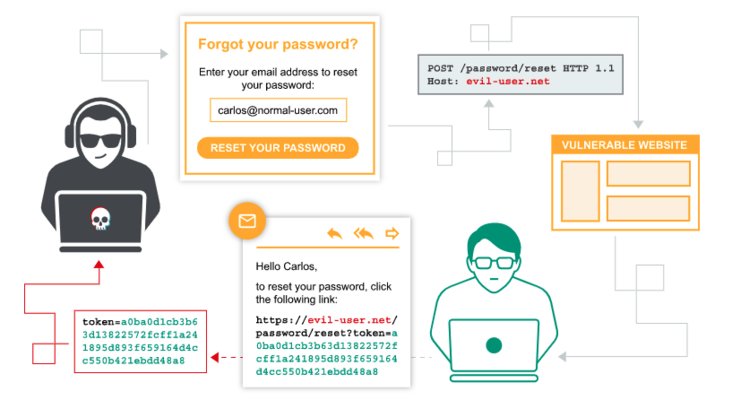 Forgot your password?
Enter your email address to reset
your password:
carlos@normal-user.com
RESET YOUR PASSWORD
POST /password/reset HTTP 1.1
Host: evil-user.net
VULNERABLE WEBSITE
Hello Carlos,
to reset your password, click
the following link:
https://evil-user.net/
password/reset?token=a
0ba0d1cb3b63d13822572f
cff1a241895d893f659164
d4cc550b421ebdd48a8
token=a0ba0d1cb3b6
3d13822572fcff1a24
1895d893f659164d4c
c550b421ebdd48a8